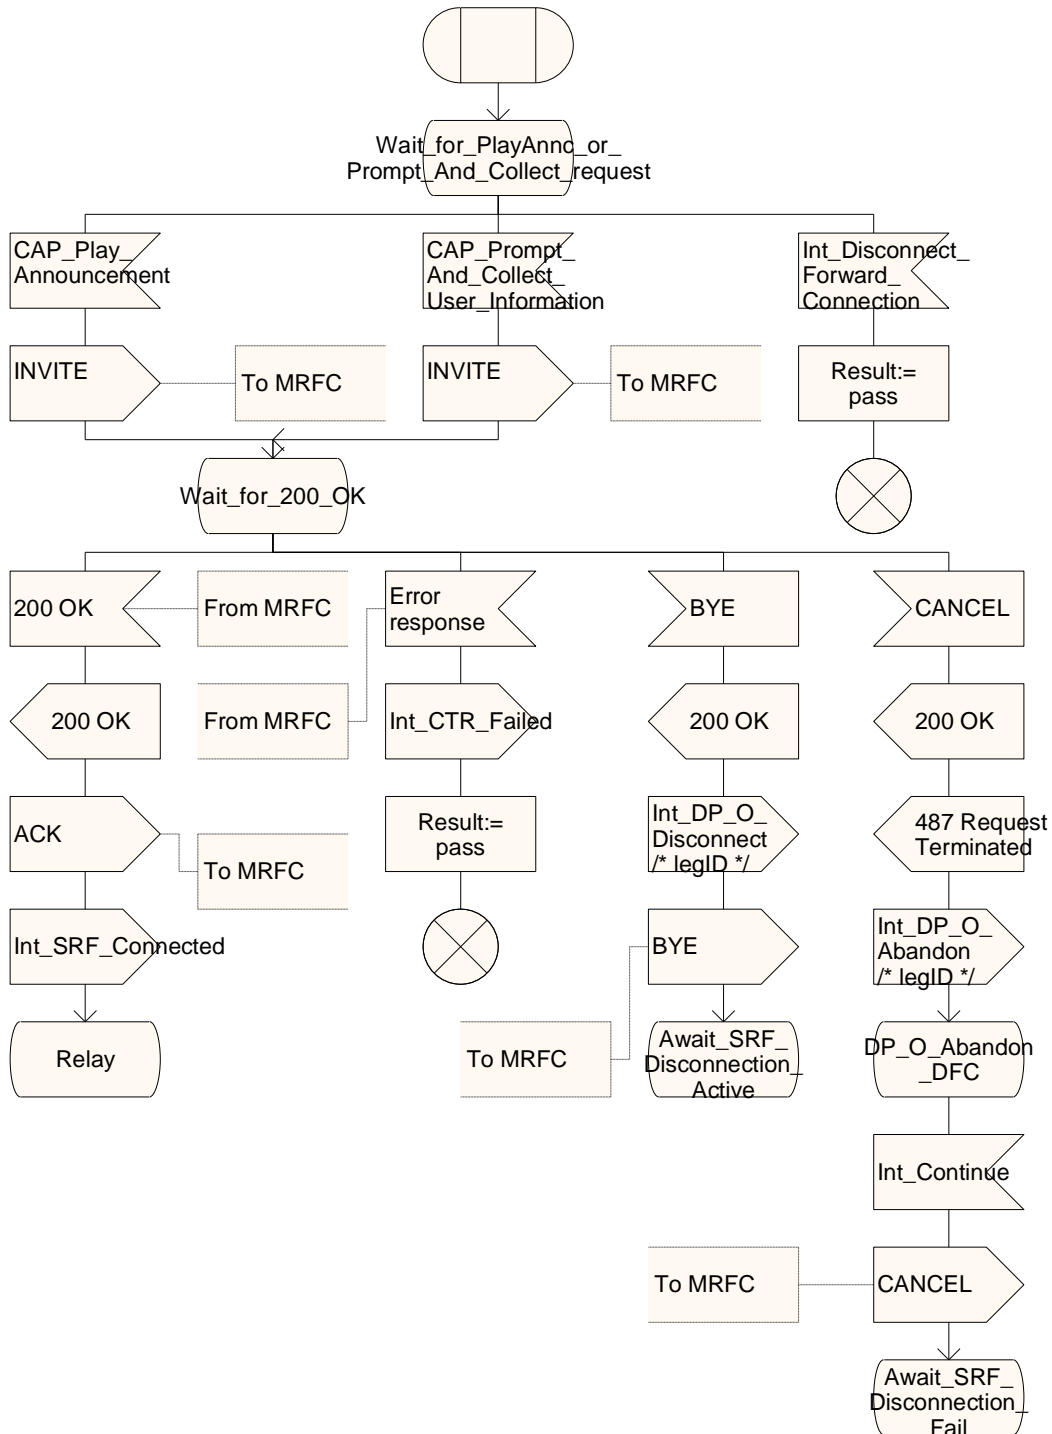 Wait_for_PlayAnnc_or_
Prompt_And_Collect_request
CAP_Play_
Announcement
CAP_Prompt_
And_Collect_
User_Information
Int_Disconnect_
Forward_
Connection
INVITE
To MRFC
INVITE
To MRFC
Result:=
pass
Wait_for_200_OK
200 OK
From MRFC
Error
response
BYE
CANCEL
200 OK
From MRFC
Int_CTR_Failed
200 OK
200 OK
ACK
To MRFC
Result:=
pass
Int_DP_O_
Disconnect
/* legID */
487 Request
Terminated
Int_SRF_Connected
BYE
Int_DP_O_
Abandon
/* legID */
Relay
To MRFC
Await_SRF_
Disconnection_
Active
DP_O_Abandon
_DFC
Int_Continue
To MRFC
CANCEL
Await_SRF_
Disconnection_
Fail